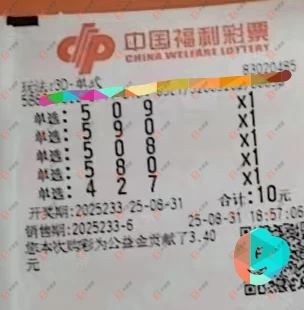 中国福利彩票
CHINA WELFARE LOTTERY
83020485
玩法:3D-单式
单选: 5 0 9 x1
单选: 5 9 0 x1
单选: 5 0 8 x1
单选: 5 8 0 x1
单选: 4 2 7 x1
合计:10元
开奖期:2025233 25-08-31
销售期:2025233-6 25-08-31 18:57:06
您本次购彩为公益金贡献了3.40
元